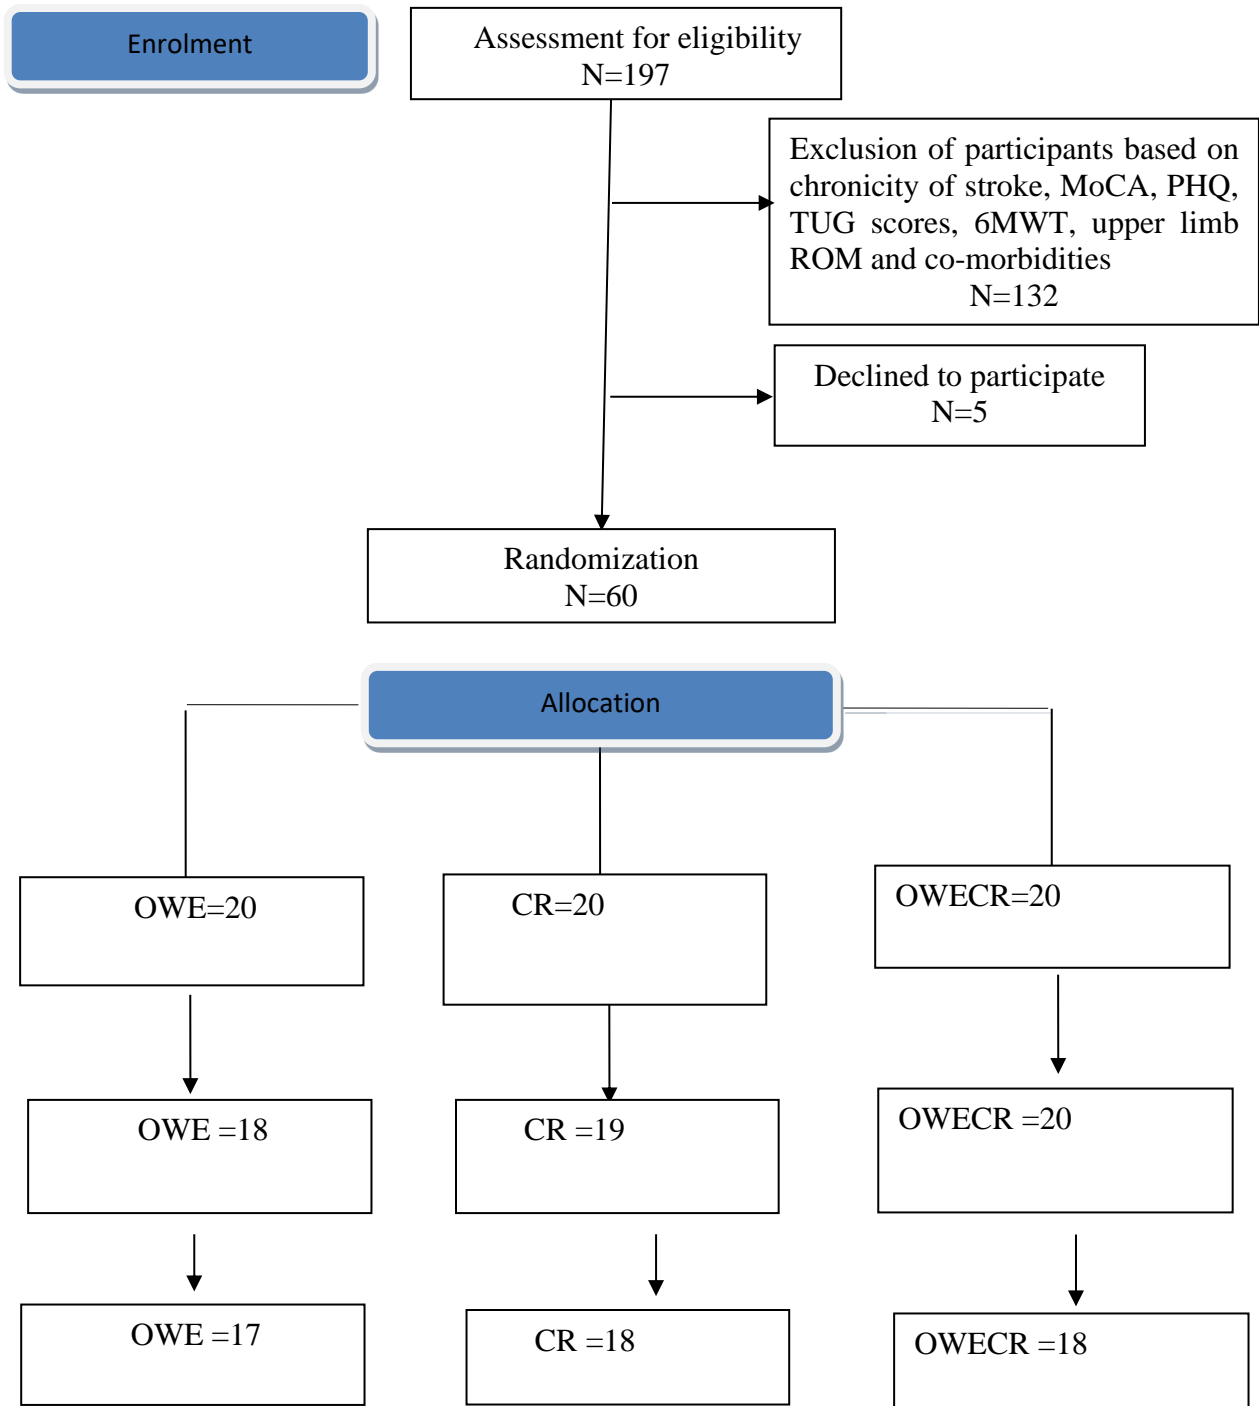 Enrolment
Assessment for eligibility
N=197
Exclusion of participants based on
chronicity of stroke, MoCA, PHQ,
TUG scores, 6MWT, upper limb
ROM and co-morbidities
N=132
Declined to participate
N=5
Randomization
N=60
Allocation
OWE=20
CR=20
OWECR=20
OWE =18
CR =19
OWECR =20
OWE =17
CR =18
OWECR =18